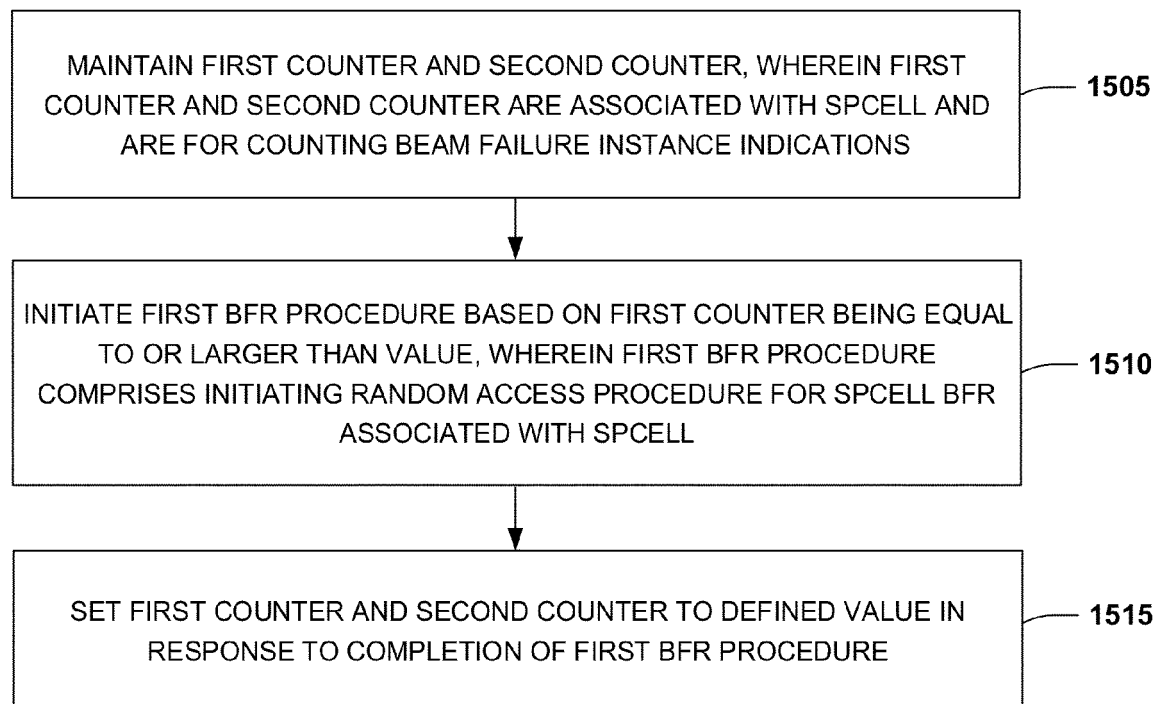 MAINTAIN FIRST COUNTER AND SECOND COUNTER, WHEREIN FIRST
COUNTER AND SECOND COUNTER ARE ASSOCIATED WITH SPCELL AND
ARE FOR COUNTING BEAM FAILURE INSTANCE INDICATIONS
1505
INITIATE FIRST BFR PROCEDURE BASED ON FIRST COUNTER BEING EQUAL
TO OR LARGER THAN VALUE, WHEREIN FIRST BFR PROCEDURE
COMPRISES INITIATING RANDOM ACCESS PROCEDURE FOR SPCELL BFR
ASSOCIATED WITH SPCELL
1510
SET FIRST COUNTER AND SECOND COUNTER TO DEFINED VALUE IN
RESPONSE TO COMPLETION OF FIRST BFR PROCEDURE
1515